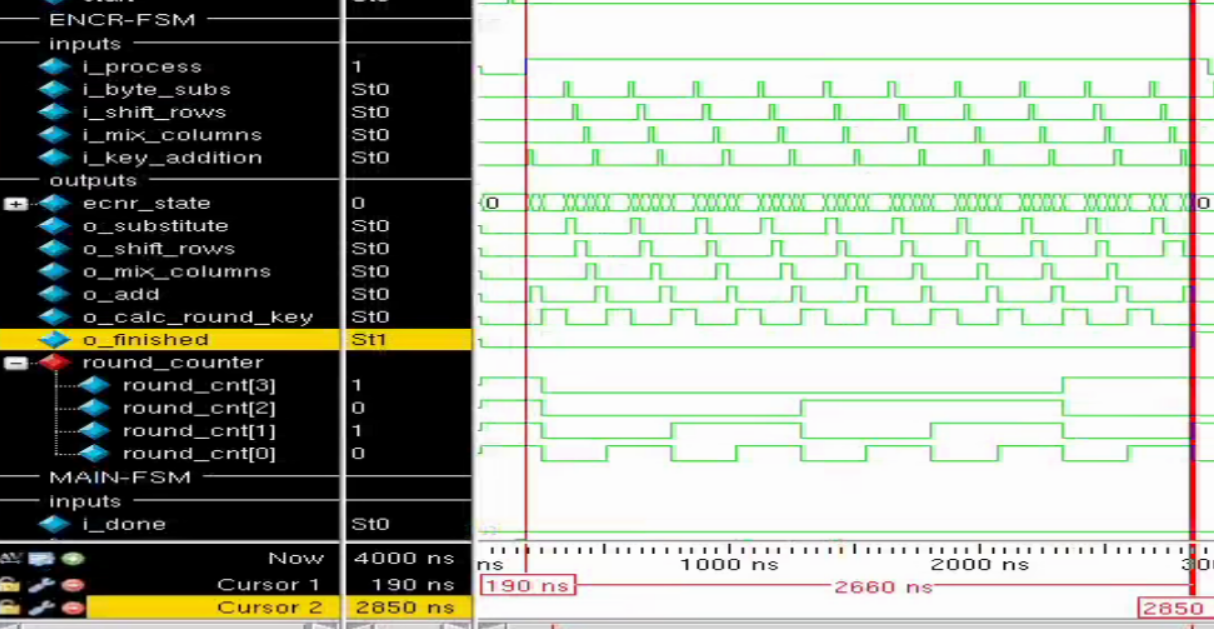 ENCR-FSM
inputs
i_process 1
i_byte_subs St0
i_shift_rows St0
i_mix_columns St0
i_key_addition St0
outputs
ecnr_state 0 0 0
o_substitute St0
o_shift_rows St0
o_mix_columns St0
o_add St0
o_calc_round_key St0
o_finished St1
round_counter
round_cnt[3] 1
round_cnt[2] 0
round_cnt[1] 1
round_cnt[0] 0
MAIN-FSM
inputs
i_done St0
Now 4000 ns ns 1000 ns 2000 ns 30
Cursor 1 190 ns 190 ns 2660 ns
Cursor 2 2850 ns 2850